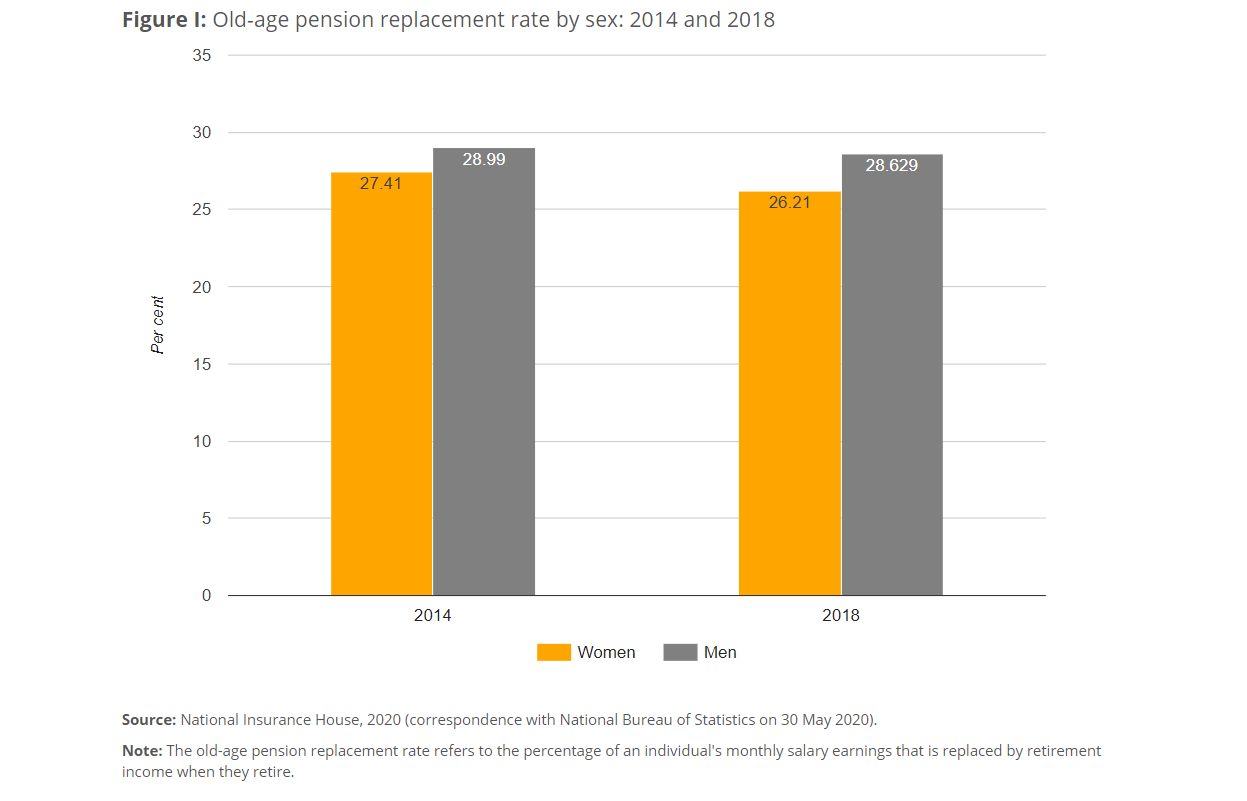 Figure I: Old-age pension replacement rate by sex: 2014 and 2018
35
30
25
20
15
10
5
0
Per cent
27.41
28.99
26.21
28.629
2014
2018
Women
Men
Source: National Insurance House, 2020 (correspondence with National Bureau of Statistics on 30 May 2020).
Note: The old-age pension replacement rate refers to the percentage of an individual's monthly salary earnings that is replaced by retirement
income when they retire.